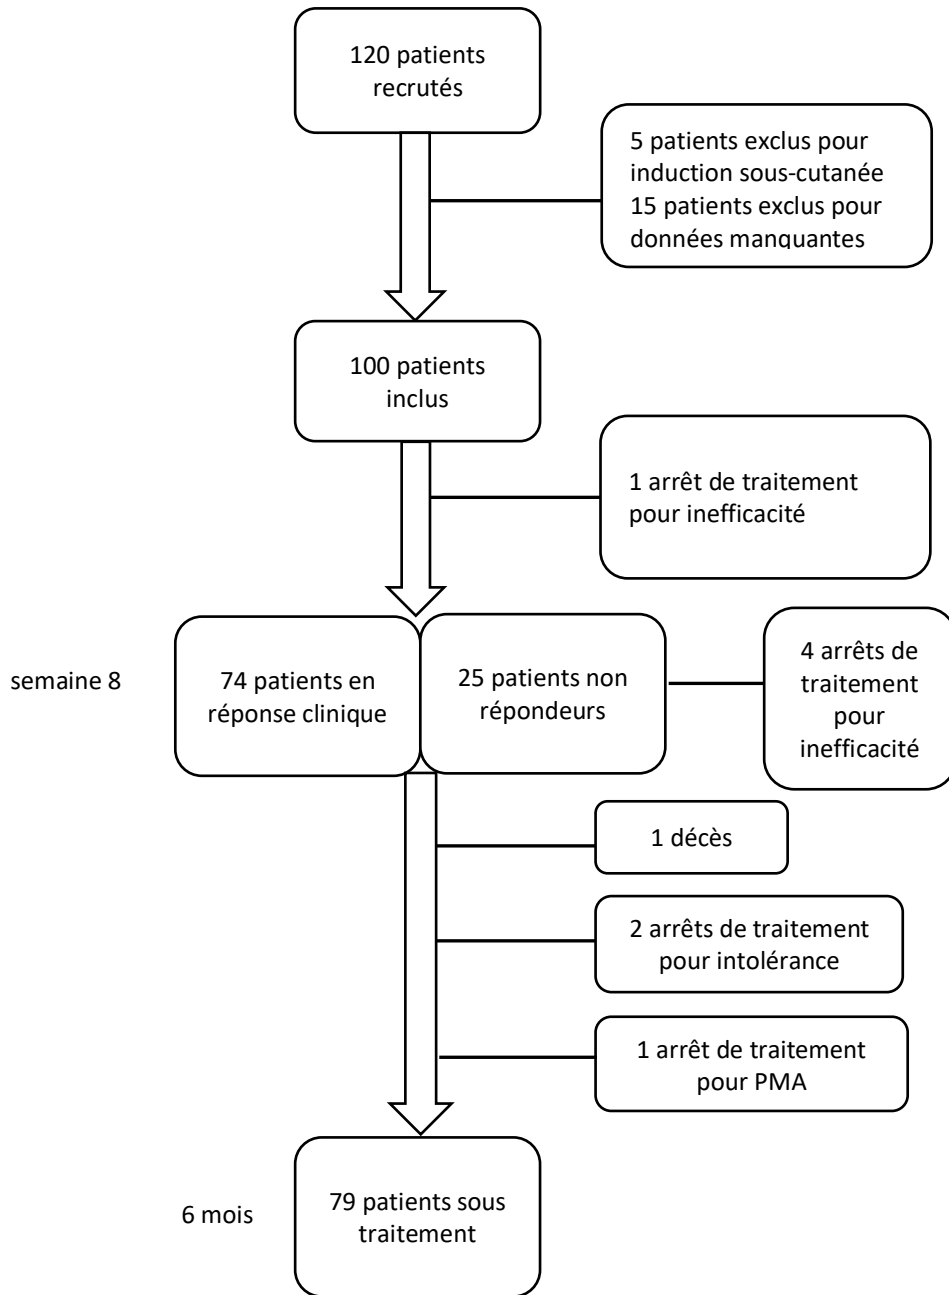 120 patients
recrutés
5 patients exclus pour
induction sous-cutanée
15 patients exclus pour
données manquantes
100 patients
inclus
1 arrêt de traitement
pour inefficacité
semaine 8
74 patients en
réponse clinique
25 patients non
répondeurs
4 arrêts de
traitement
pour
inefficacité
1 décès
2 arrêts de traitement
pour intolérance
1 arrêt de traitement
pour PMA
6 mois
79 patients sous
traitement